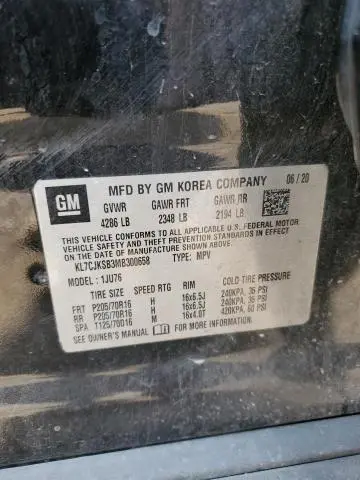 GM
MFD BY GM KOREA COMPANY 06 / 20
GVWR GAWR FRT GAWR RR
4286 LB 2348 LB 2194 LB
THIS VEHICLE CONFORMS TO ALL APPLICABLE U.S. FEDERAL MOTOR
VEHICLE SAFETY AND THEFT PREVENTION STANDARDS IN EFFECT ON
THE DATE OF MANUFACTURE SHOWN ABOVE.
KL7CJKSB3MB300658 TYPE: MPV
MODEL : 1JU76
TIRE SIZE SPEED RTG RIM COLD TIRE PRESSURE
FRT P205/70R16 H 16x6.5J 240KPA, 35 PSI
RR P205/70R16 H 16x6.5J 240KPA, 35 PSI
SPA T125/70D16 M 16x4.0T 420KPA, 60 PSI
SEE OWNER'S MANUAL FOR MORE INFORMATION.